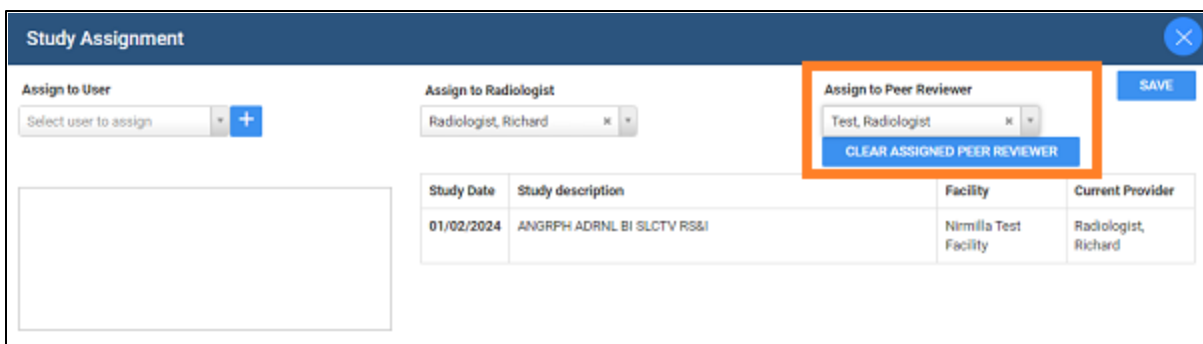 Study Assignment
Assign to User
Select user to assign
Assign to Radiologist
Radiologist, Richard
Assign to Peer Reviewer
Test, Radiologist
CLEAR ASSIGNED PEER REVIEWER
SAVE
Study Date Study description Facility Current Provider
01/02/2024 ANGRPH ADRNL BI SLCTV RS&I Nirmilla Test Radiologist,
Facility Richard